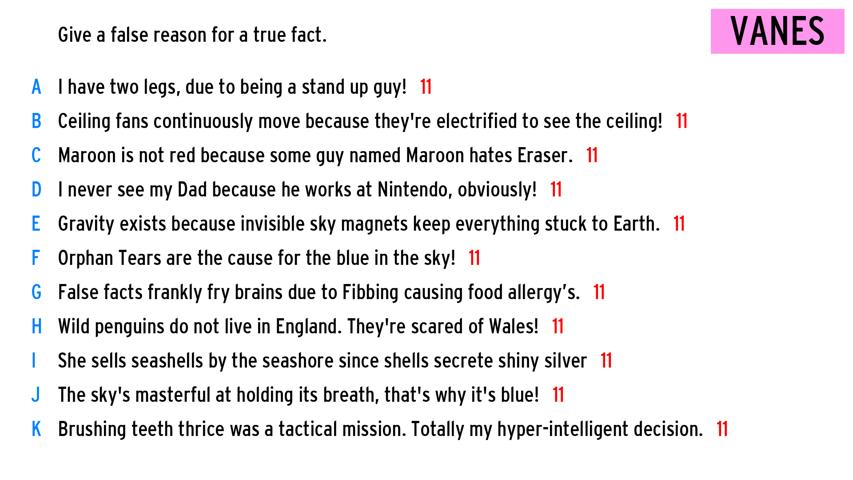 Give a false reason for a true fact.
VANES
A I have two legs, due to being a stand up guy! 11
B Ceiling fans continuously move because they're electrified to see the ceiling! 11
C Maroon is not red because some guy named Maroon hates Eraser. 11
D I never see my Dad because he works at Nintendo, obviously! 11
E Gravity exists because invisible sky magnets keep everything stuck to Earth. 11
F Orphan Tears are the cause for the blue in the sky! 11
G False facts frankly fry brains due to Fibbing causing food allergy’s. 11
H Wild penguins do not live in England. They're scared of Wales! 11
I She sells seashells by the seashore since shells secrete shiny silver 11
J The sky's masterful at holding its breath, that's why it's blue! 11
K Brushing teeth thrice was a tactical mission. Totally my hyper-intelligent decision. 11